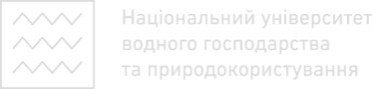 Національний університет
водного господарства
та природокористування